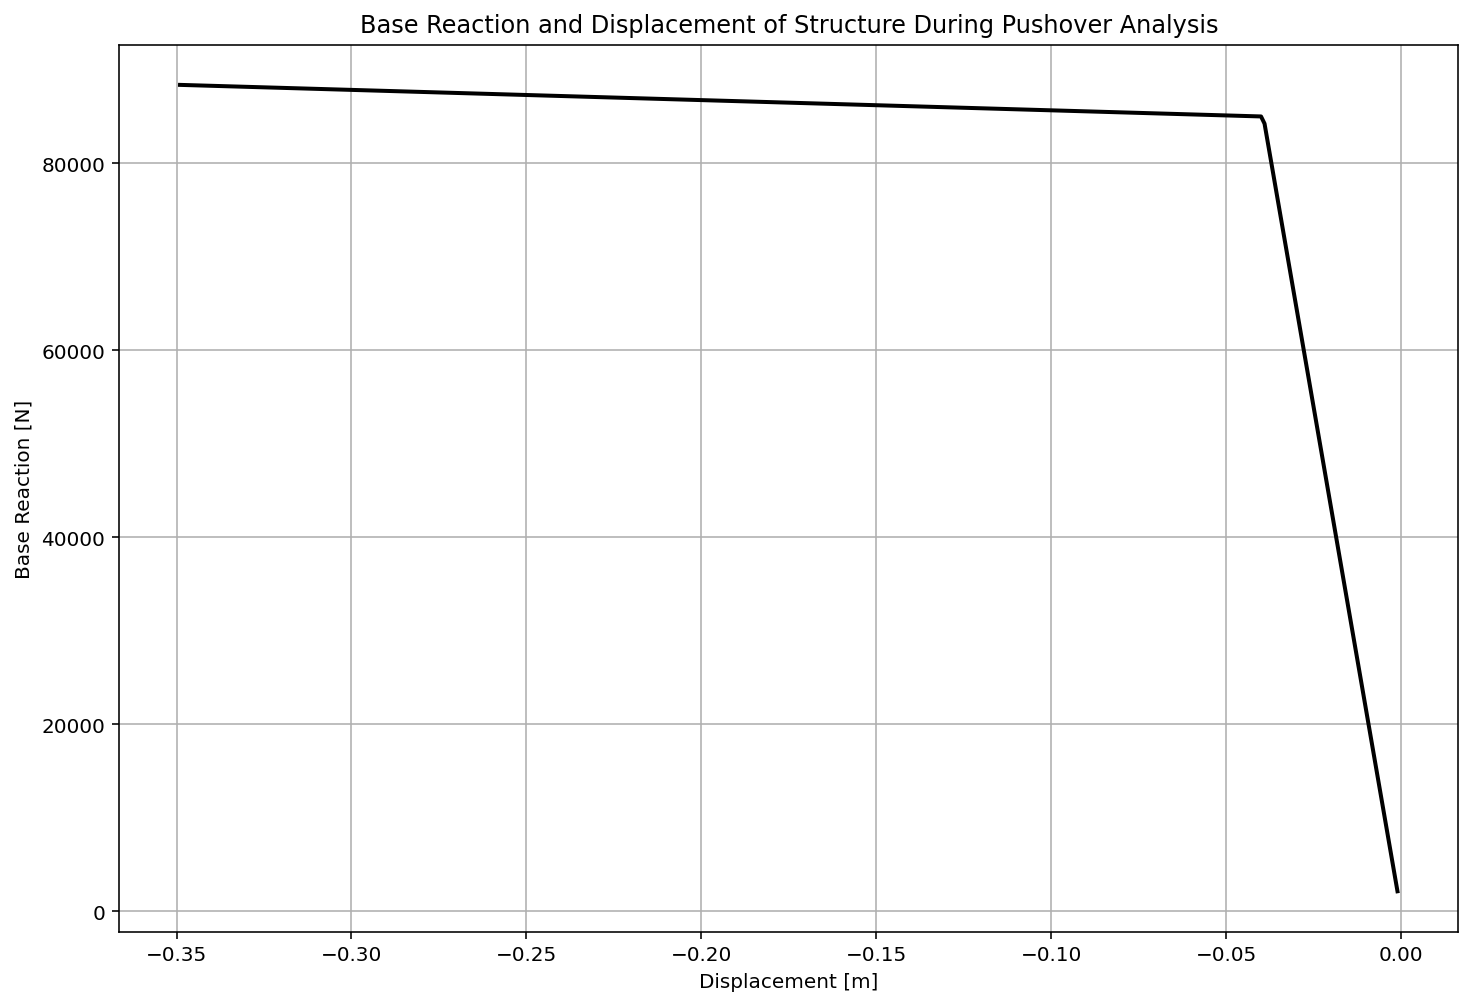 Base Reaction and Displacement of Structure During Pushover Analysis
80000
60000
40000
20000
0
Base Reaction [N]
−0.35 −0.30 −0.25 −0.20 −0.15 −0.10 −0.05 0.00
Displacement [m]